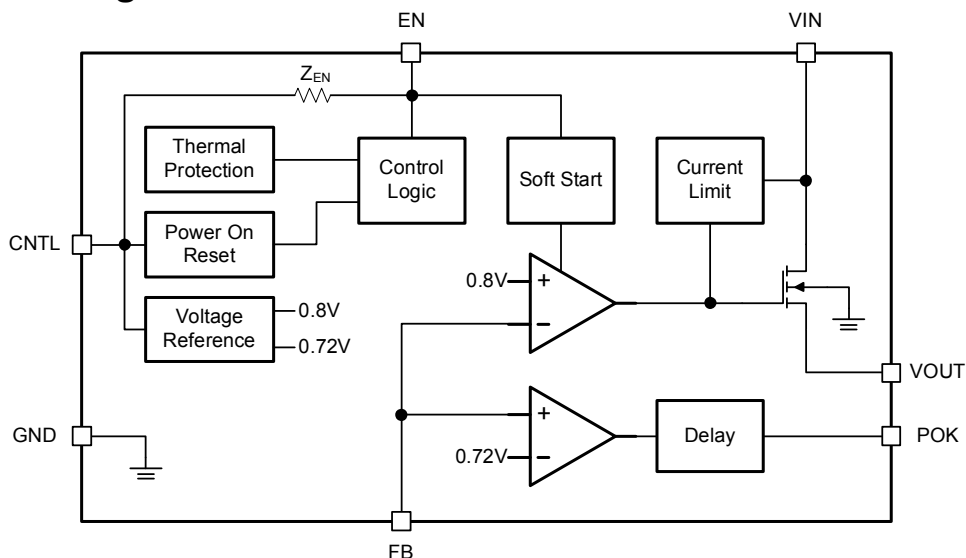 EN
VIN
Z_EN
Thermal
Protection
Control
Logic
Soft Start
Current
Limit
CNTL
Power On
Reset
0.8V
+
Voltage
Reference
0.8V
0.72V
−
VOUT
GND
+
0.72V
−
Delay
POK
FB